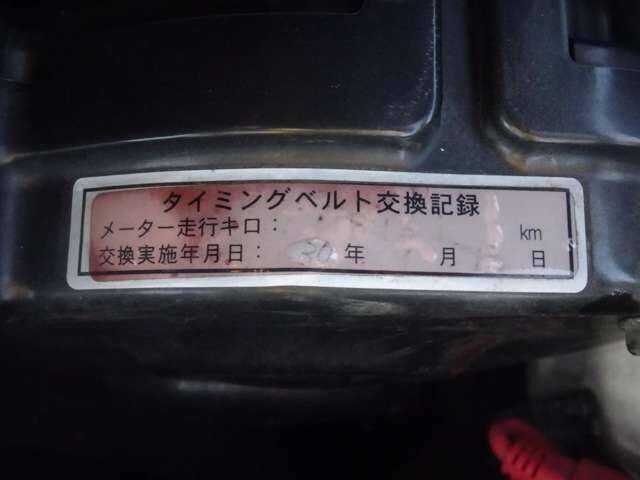 タイミングベルト交換記録
メーター走行キロ： km
交換実施年月日： 年 月 日